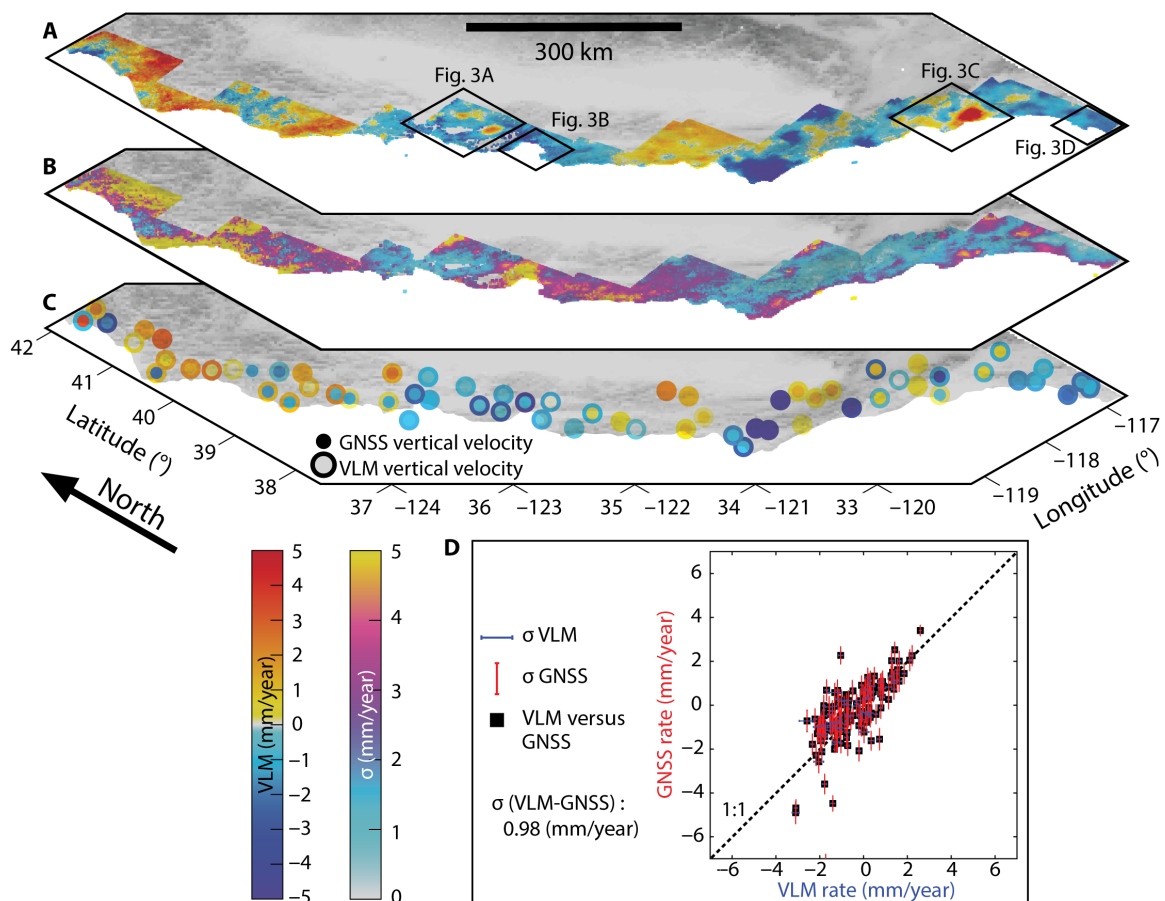 A
300 km
Fig. 3A
Fig. 3B
Fig. 3C
Fig. 3D
B
C
42
41
40
39
38
Latitude (°)
North
GNSS vertical velocity
VLM vertical velocity
37 −124 36 −123 35 −122 34 −121 33 −120
−119
−118
−117
Longitude (°)
5
4
3
2
1
0
−1
−2
−3
−4
−5
VLM (mm/year)
5
4
3
2
1
0
σ (mm/year)
D
σ VLM
σ GNSS
VLM versus
GNSS
σ (VLM-GNSS) :
0.98 (mm/year)
GNSS rate (mm/year)
6
4
2
0
−2
−4
−6
1:1
−6 −4 −2 0 2 4 6
VLM rate (mm/year)